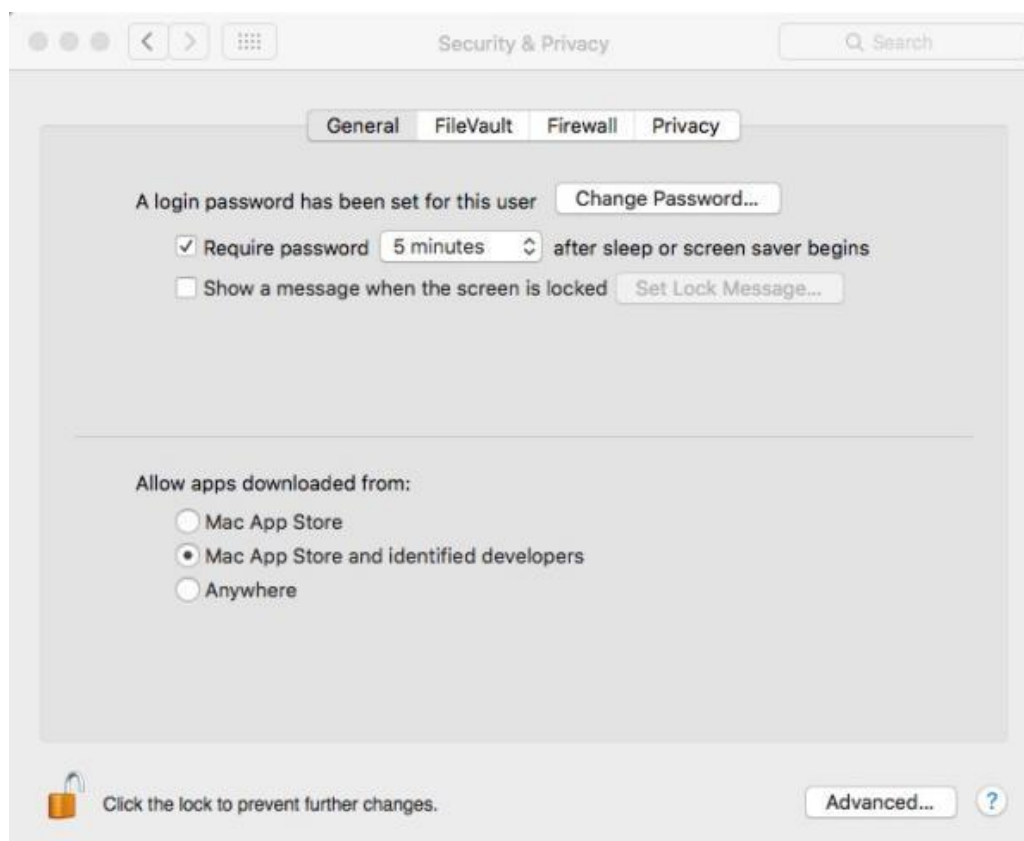 Security & Privacy
Search
General FileVault Firewall Privacy
A login password has been set for this user Change Password...
Require password 5 minutes after sleep or screen saver begins
Show a message when the screen is locked Set Lock Message...
Allow apps downloaded from:
Mac App Store
Mac App Store and identified developers
Anywhere
Click the lock to prevent further changes.
Advanced... ?